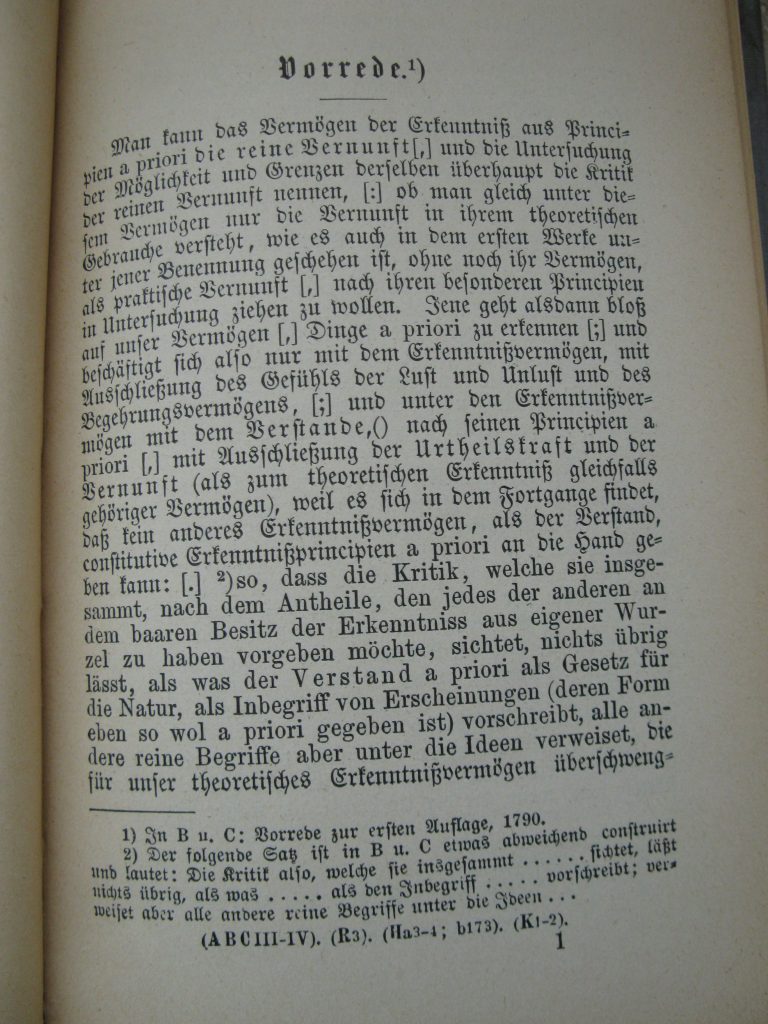 Vorrede.¹)
Man kann das Vermögen der Erkenntniß aus Princi-
pien a priori die reine Vernunft[,] und die Untersuchung
der Möglichkeit und Grenzen derselben überhaupt die Kritik
der reinen Vernunft nennen, [:] ob man gleich unter die-
sem Vermögen nur die Vernunft in ihrem theoretischen
Gebrauche versteht, wie es auch in dem ersten Werke un-
ter jener Benennung geschehen ist, ohne noch ihr Vermögen,
als praktische Vernunft [,] nach ihren besonderen Principien
in Untersuchung ziehen zu wollen. Jene geht alsdann bloß
auf unser Vermögen [,] Dinge a priori zu erkennen [;] und
beschäftigt sich also nur mit dem Erkenntnißvermögen, mit
Ausschließung des Gefühls der Lust und Unlust und des
Begehrungsvermögens, [;] und unter den Erkenntnißver-
mögen mit dem Verstande,() nach seinen Principien a
priori [,] mit Ausschließung der Urtheilskraft und der
Vernunft (als zum theoretischen Erkenntniß gleichfalls
gehöriger Vermögen), weil es sich in dem Fortgange findet,
daß kein anderes Erkenntnißvermögen, als der Verstand,
constitutive Erkenntnißprincipien a priori an die Hand ge-
ben kann: [.] ²)so, dass die Kritik, welche sie insge-
sammt, nach dem Antheile, den jedes der anderen an
dem baaren Besitz der Erkenntniss aus eigener Wur-
zel zu haben vorgeben möchte, sichtet, nichts übrig
lässt, als was der Verstand a priori als Gesetz für
die Natur, als Inbegriff von Erscheinungen (deren Form
eben so wol a priori gegeben ist) vorschreibt, alle an-
dere reine Begriffe aber unter die Ideen verweiset, die
für unser theoretisches Erkenntnißvermögen überschweng-
1) In B u. C: Vorrede zur ersten Auflage, 1790.
2) Der folgende Satz ist in B u. C etwas abweichend construirt
und lautet: Die Kritik also, welche sie insgesammt ...... sichtet, läßt
nichts übrig, als was ..... als den Inbegriff ..... vorschreibt; ver-
weiset aber alle andere reine Begriffe unter die Ideen ...
(ABCIII-IV). (R3). (Ha3-4; b173). (K1-2).
1